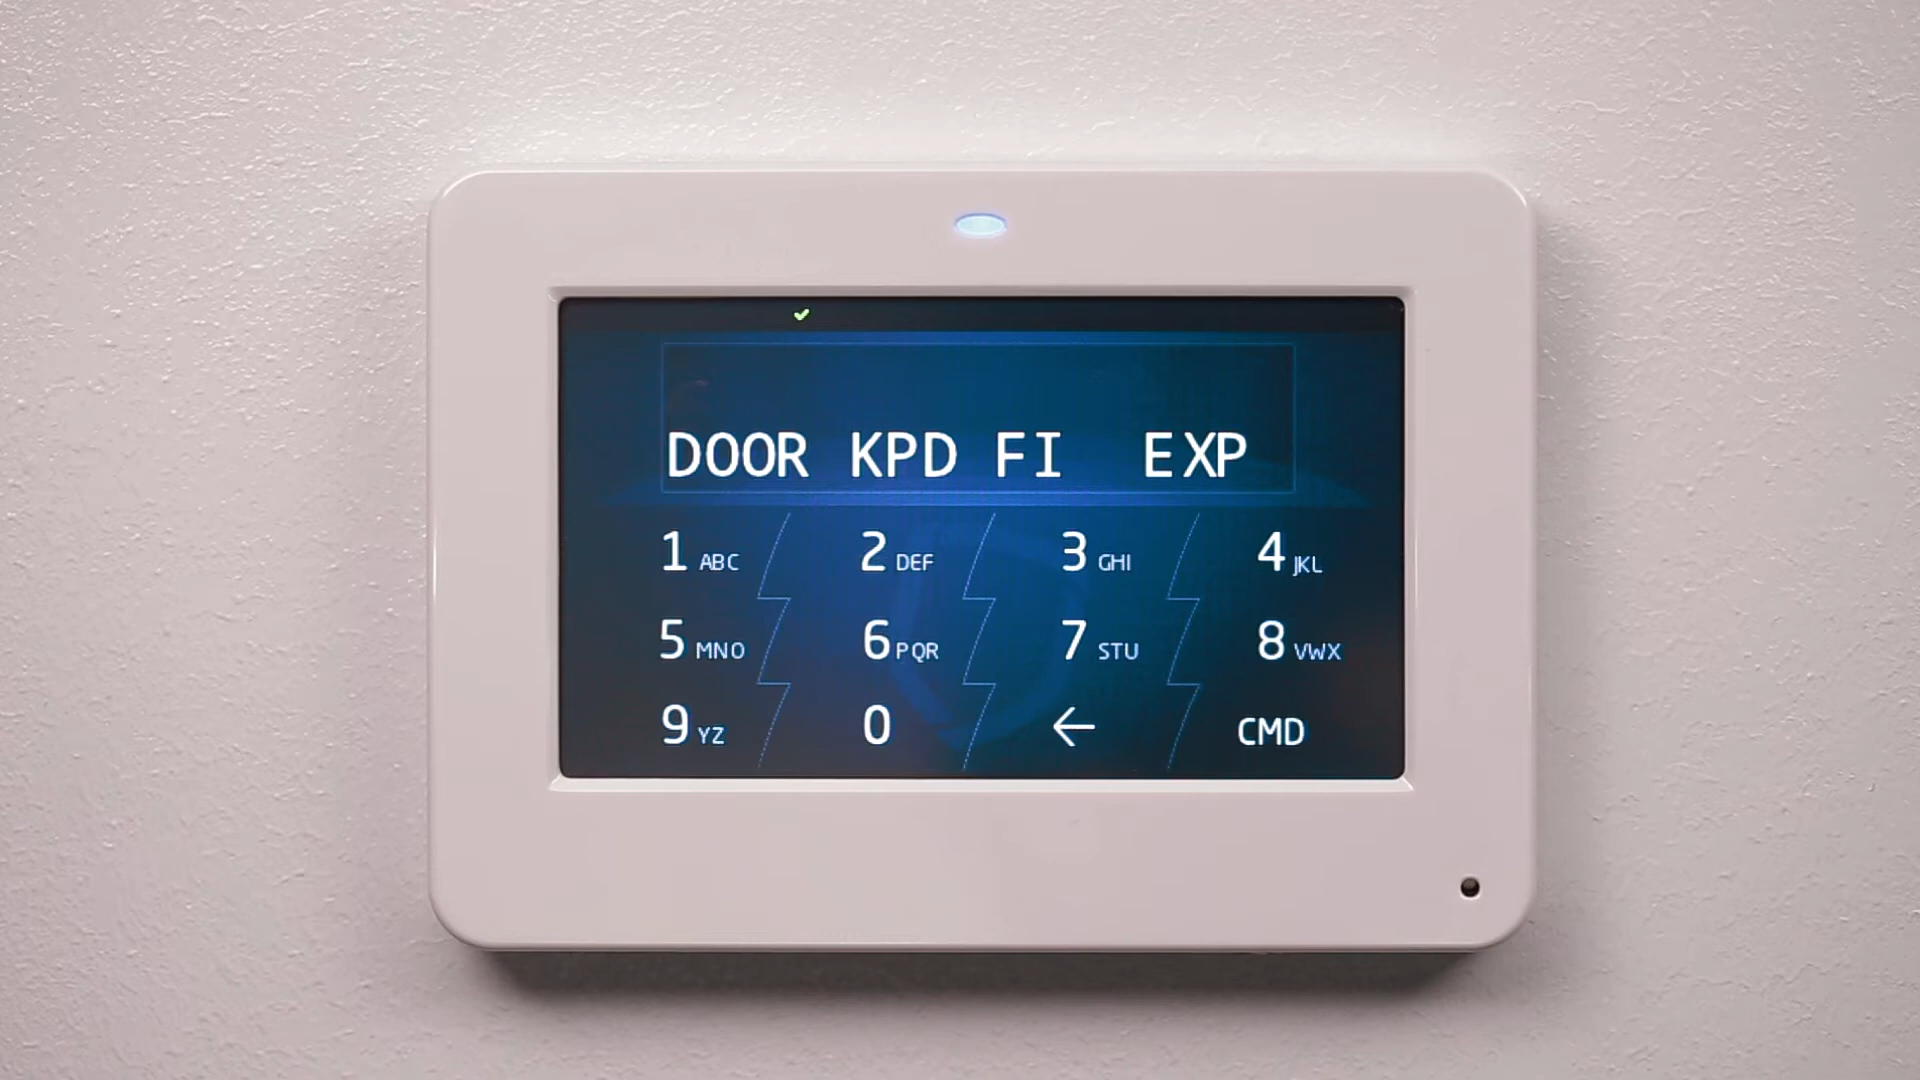 DOOR KPD FI EXP
1 ABC 2 DEF 3 GHI 4 JKL
5 MNO 6 PQR 7 STU 8 VWX
9 YZ 0 ← CMD